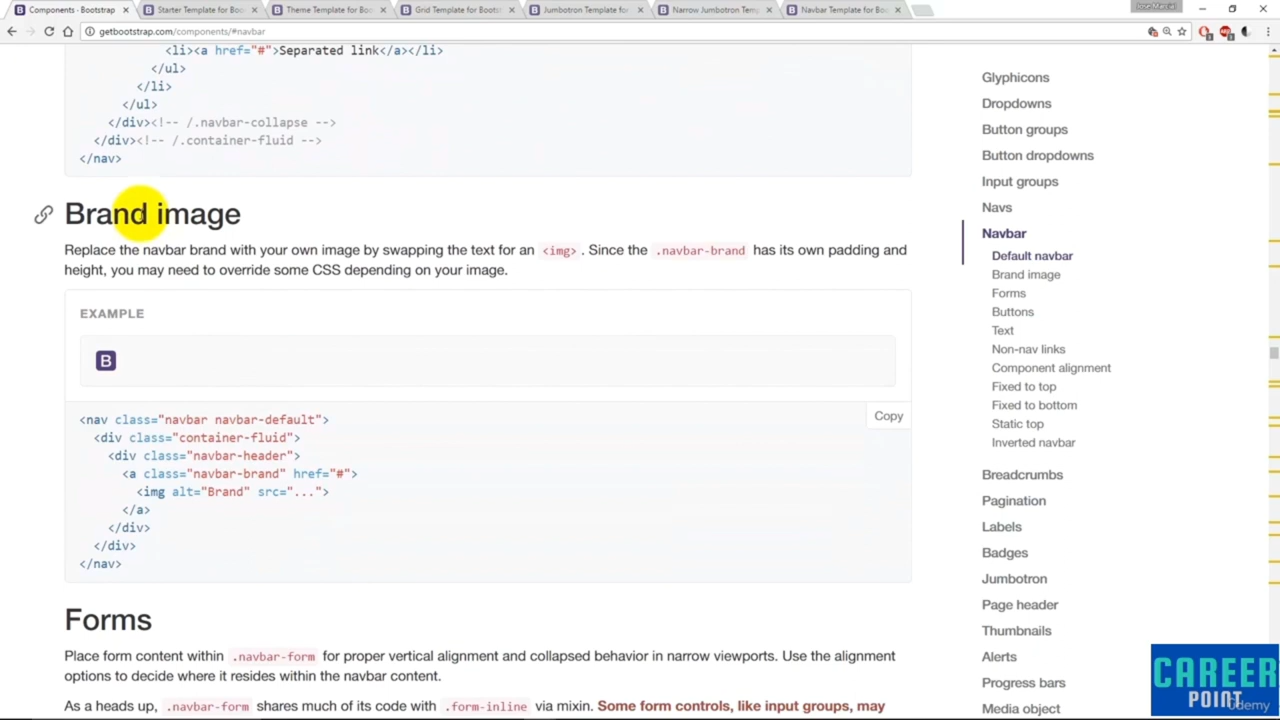 Components - Bootstrap
Starter Template for Boo
Theme Template for Boo
Grid Template for Bootst
Jumbotron Template for
Narrow Jumbotron Temp
Navbar Template for Boo
Jose Marcial
getbootstrap.com/components/#navbar
<li><a href="#">Separated link</a></li>
</ul>
</li>
</ul>
</div><!-- /.navbar-collapse -->
</div><!-- /.container-fluid -->
</nav>
Brand image
Replace the navbar brand with your own image by swapping the text for an <img> . Since the .navbar-brand has its own padding and
height, you may need to override some CSS depending on your image.
EXAMPLE
B
Copy
<nav class="navbar navbar-default">
<div class="container-fluid">
<div class="navbar-header">
<a class="navbar-brand" href="#">
<img alt="Brand" src="...">
</a>
</div>
</div>
</nav>
Forms
Place form content within .navbar-form for proper vertical alignment and collapsed behavior in narrow viewports. Use the alignment
options to decide where it resides within the navbar content.
As a heads up, .navbar-form shares much of its code with .form-inline via mixin. Some form controls, like input groups, may
Glyphicons
Dropdowns
Button groups
Button dropdowns
Input groups
Navs
Navbar
Default navbar
Brand image
Forms
Buttons
Text
Non-nav links
Component alignment
Fixed to top
Fixed to bottom
Static top
Inverted navbar
Breadcrumbs
Pagination
Labels
Badges
Jumbotron
Page header
Thumbnails
Alerts
Progress bars
Media object
CAREER
POINT
Udemy